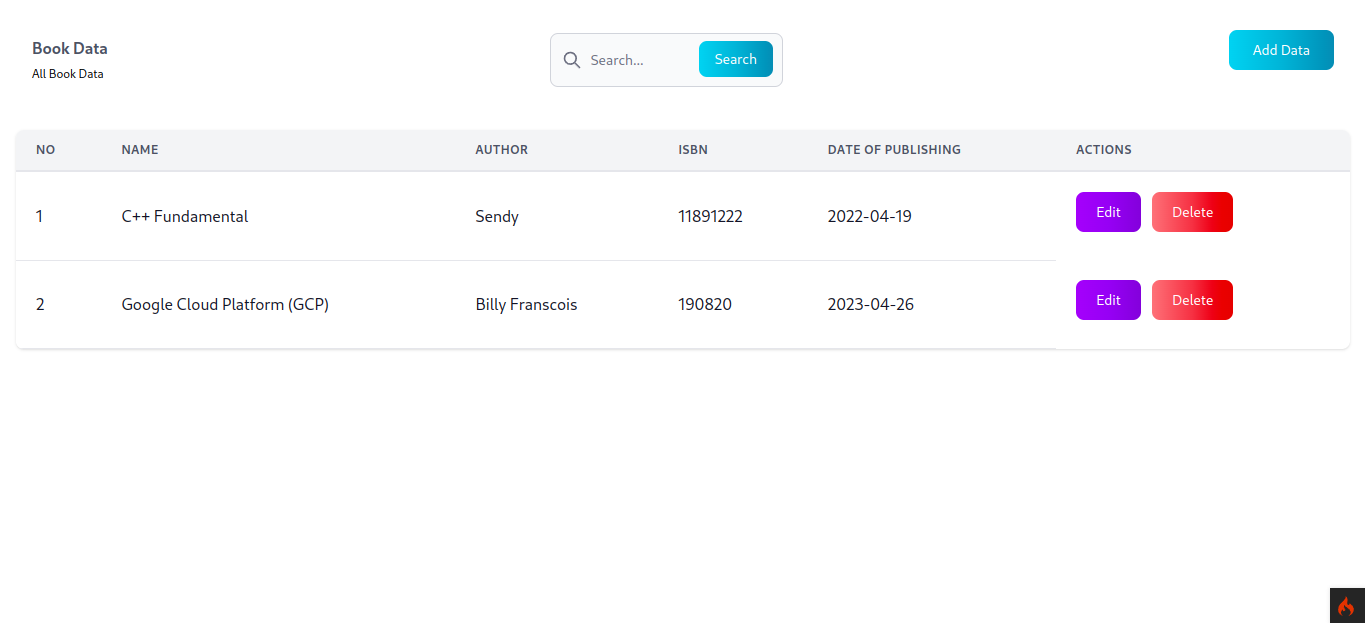 Book Data
All Book Data
Search...
Search
Add Data
NO NAME AUTHOR ISBN DATE OF PUBLISHING ACTIONS
1 C++ Fundamental Sendy 11891222 2022-04-19 Edit Delete
2 Google Cloud Platform (GCP) Billy Franscois 190820 2023-04-26 Edit Delete